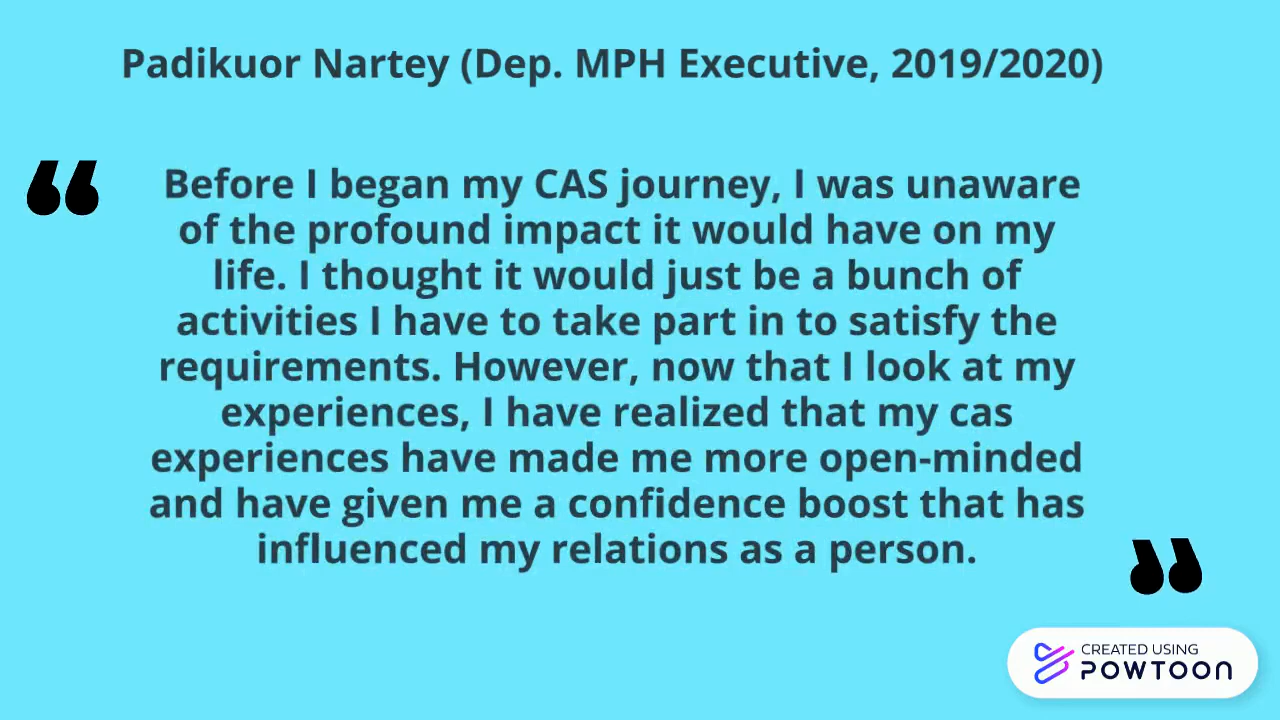 Padikuor Nartey (Dep. MPH Executive, 2019/2020)
“
Before I began my CAS journey, I was unaware
of the profound impact it would have on my
life. I thought it would just be a bunch of
activities I have to take part in to satisfy the
requirements. However, now that I look at my
experiences, I have realized that my cas
experiences have made me more open-minded
and have given me a confidence boost that has
influenced my relations as a person.
”
CREATED USING
POWTOON